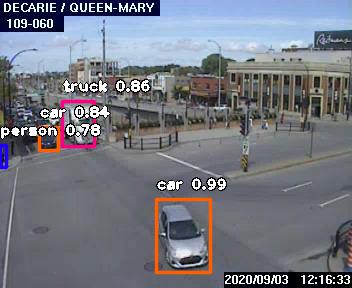 DECARIE / QUEEN-MARY
109-060
truck 0.86
car 0.84
person 0.78
car 0.99
2020/09/03 12:16:33